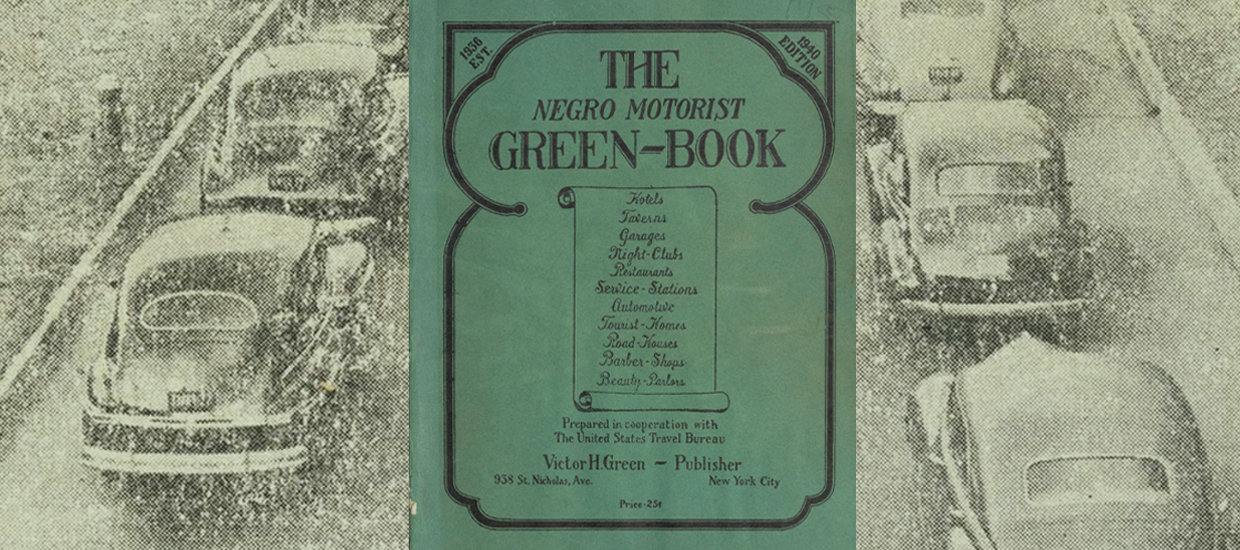 1936
EST.
1940
EDITION
THE
NEGRO MOTORIST
GREEN-BOOK
Hotels
Taverns
Garages
Night-Clubs
Restaurants
Service-Stations
Automotive
Tourist-Homes
Road-Houses
Barber-Shops
Beauty-Parlors
Prepared in cooperation with
The United States Travel Bureau
Victor H. Green — Publisher
938 St. Nicholas, Ave. New York City
Price-25¢